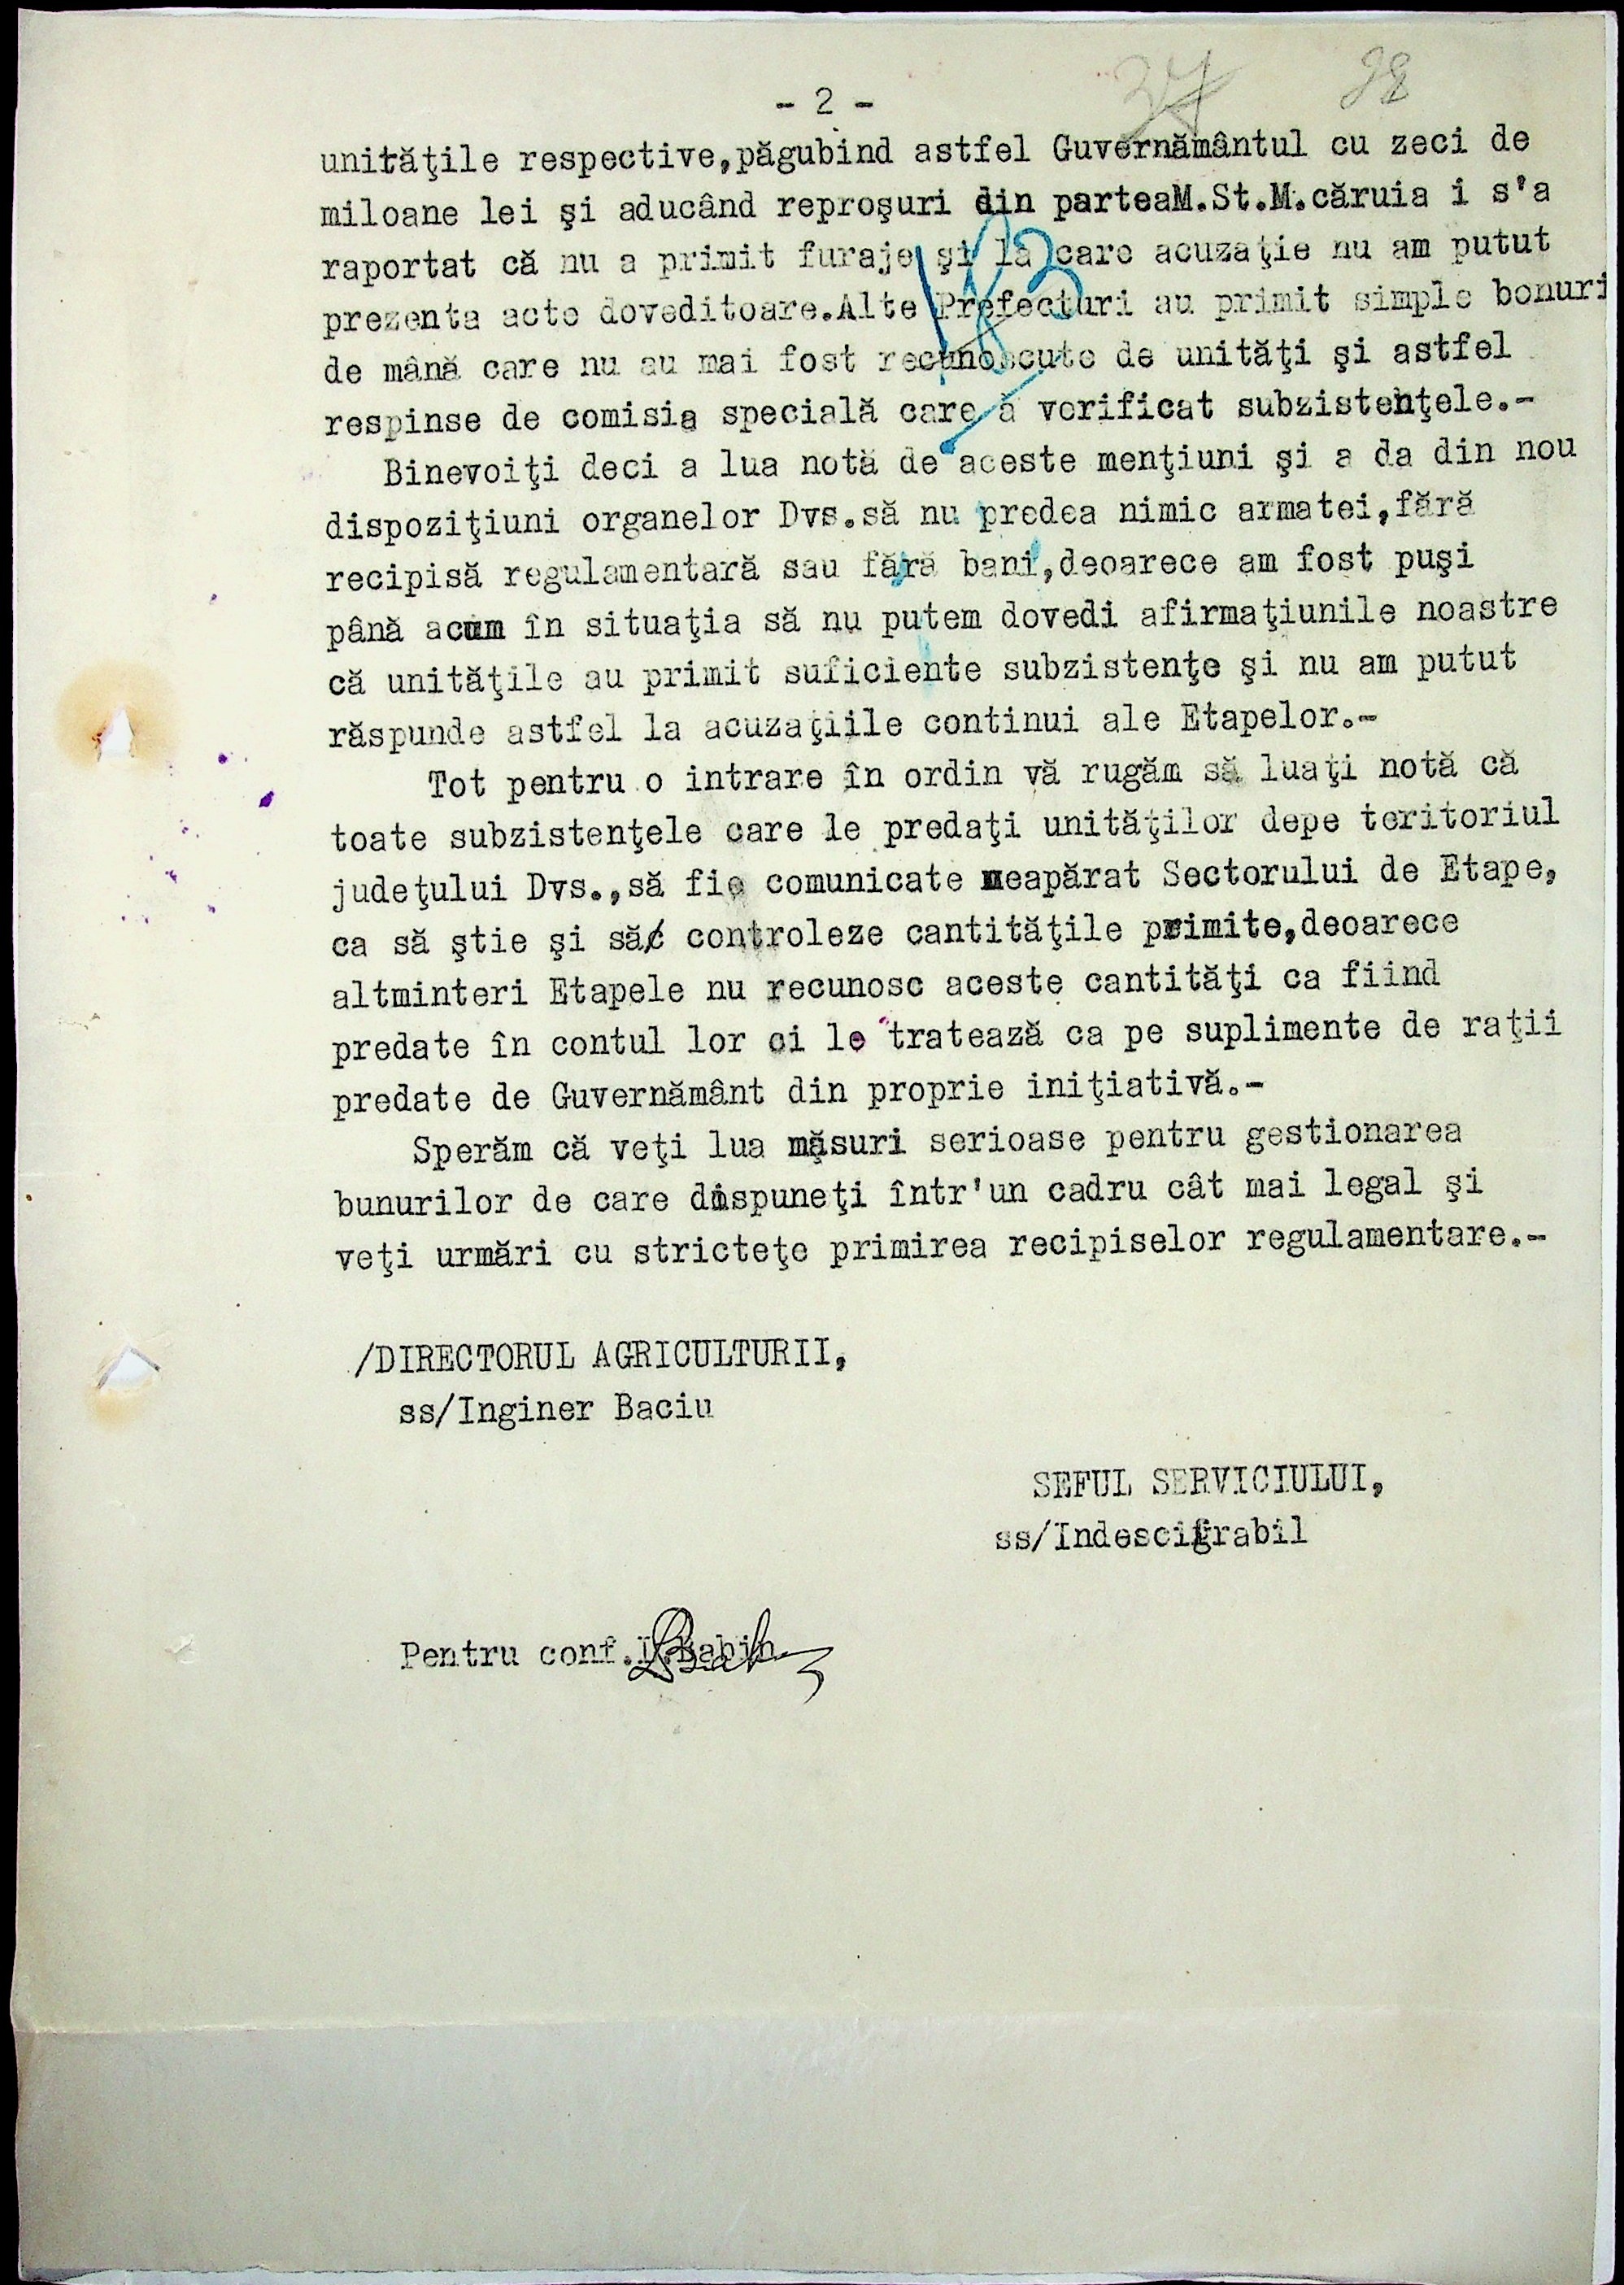 37 38
- 2 -
unităţile respective,păgubind astfel Guvernământul cu zeci de
miloane lei şi aducând reproşuri din parteaM.St.M.căruia i s'a
raportat că nu a primit furaje şi la care acuzaţie nu am putut
prezenta acte doveditoare.Alte Prefecturi au primit simple bonuri
de mână care nu au mai fost recunoscute de unităţi şi astfel
respinse de comisia specială care a verificat subzistenţele.-
Binevoiţi deci a lua notă de aceste menţiuni şi a da din nou
dispoziţiuni organelor Dvs.să nu predea nimic armatei,fără
recipisă regulamentară sau fără bani,deoarece am fost puşi
până acum în situaţia să nu putem dovedi afirmaţiunile noastre
că unităţile au primit suficiente subzistenţe şi nu am putut
răspunde astfel la acuzaţiile continui ale Etapelor.-
Tot pentru o intrare în ordin vă rugăm să luaţi notă că
toate subzistenţele care le predaţi unităţilor depe teritoriul
judeţului Dvs.,să fie comunicate neapărat Sectorului de Etape,
ca să ştie şi să controleze cantităţile primite,deoarece
altminteri Etapele nu recunosc aceste cantităţi ca fiind
predate în contul lor ci le tratează ca pe suplimente de raţii
predate de Guvernământ din proprie iniţiativă.-
Sperăm că veţi lua măsuri serioase pentru gestionarea
bunurilor de care dispuneţi într'un cadru cât mai legal şi
veţi urmări cu stricteţe primirea recipiselor regulamentare.-
/DIRECTORUL AGRICULTURII,
ss/Inginer Baciu
SEFUL SERVICIULUI,
ss/Indescifrabil
Pentru conf.